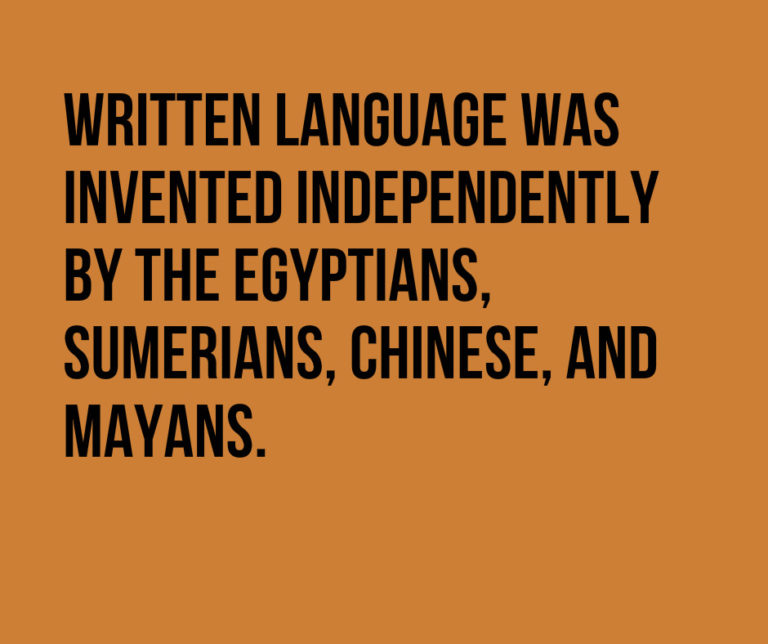 WRITTEN LANGUAGE WAS
INVENTED INDEPENDENTLY
BY THE EGYPTIANS,
SUMERIANS, CHINESE, AND
MAYANS.